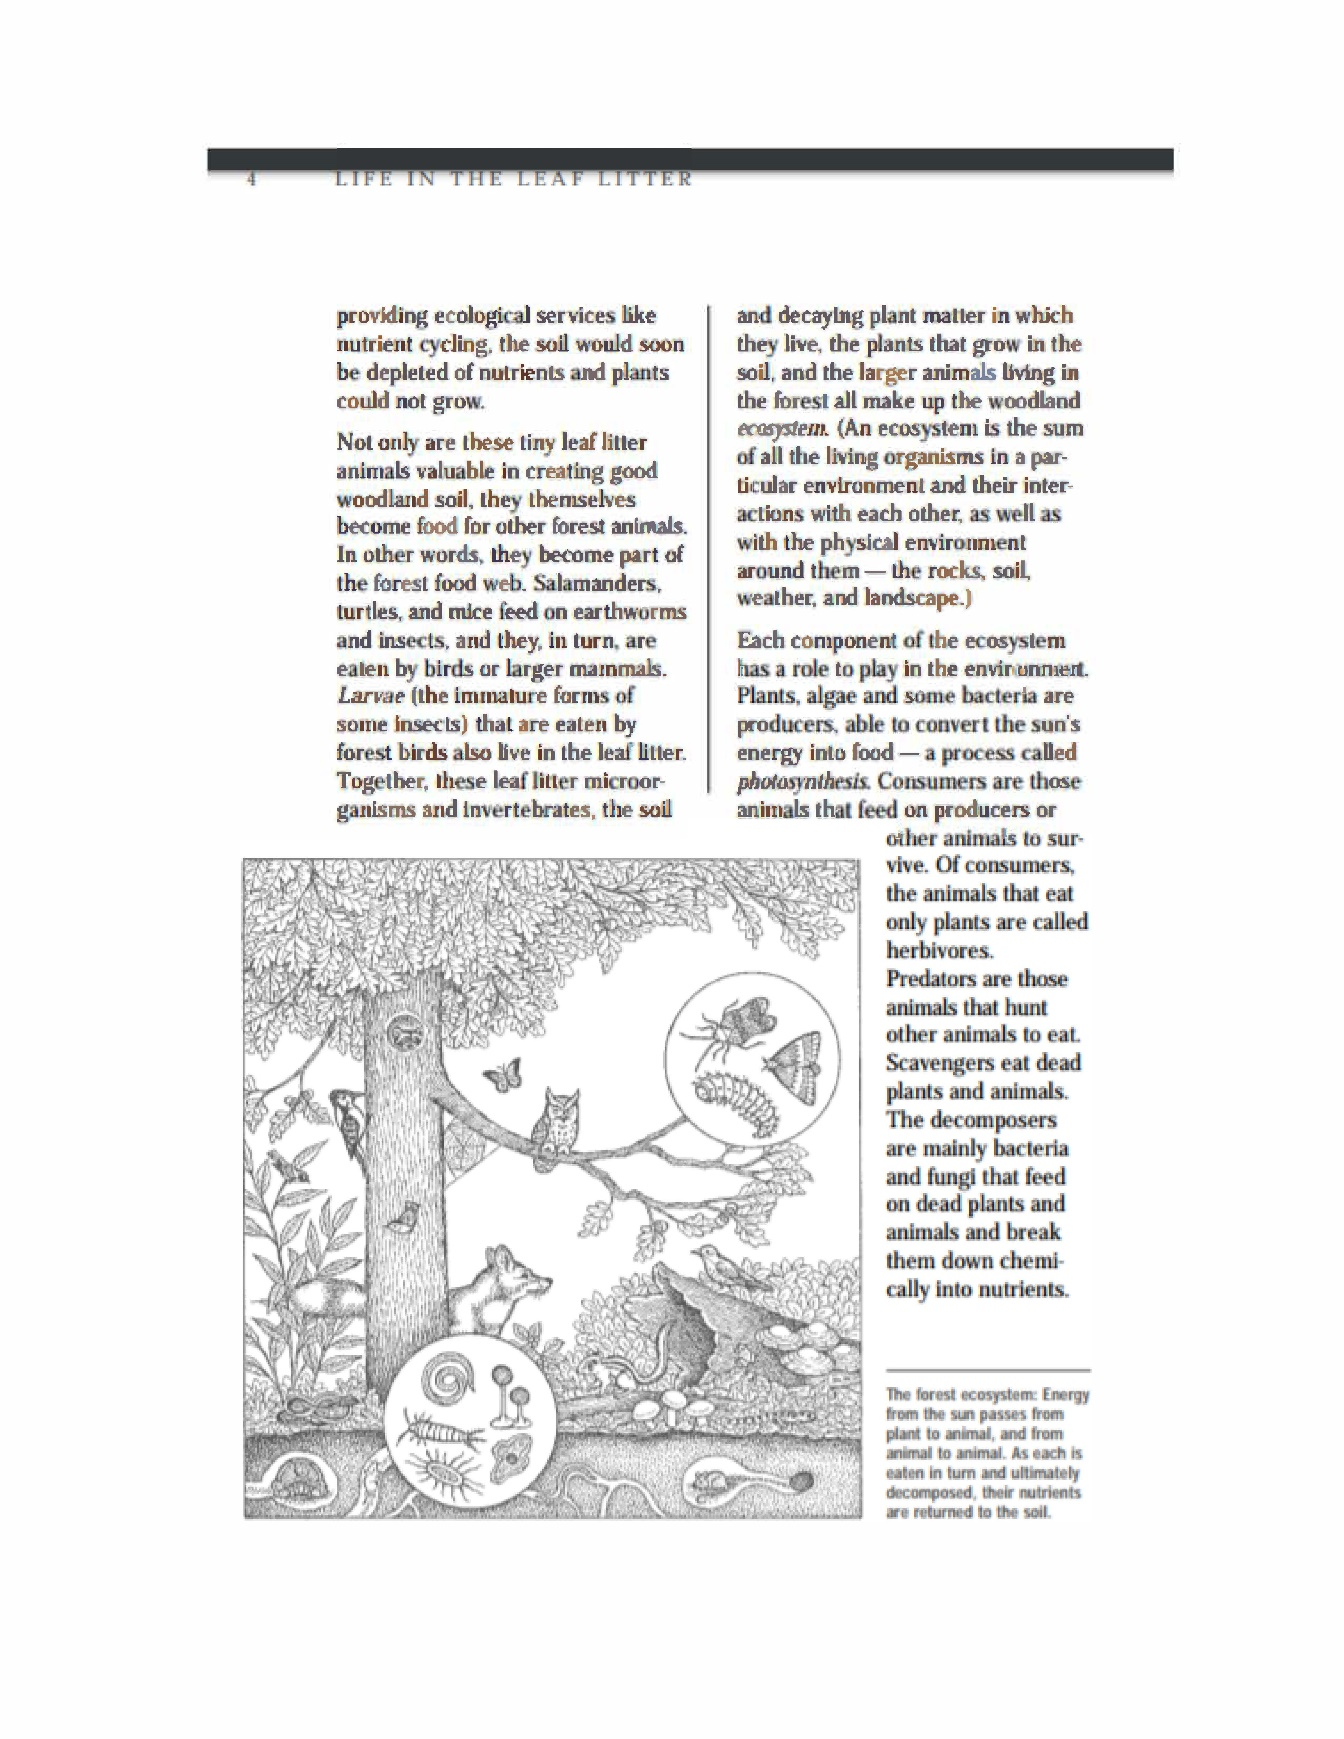 4 LIFE IN THE LEAF LITTER
providing ecological services like
nutrient cycling, the soil would soon
be depleted of nutrients and plants
could not grow.
Not only are these tiny leaf litter
animals valuable in creating good
woodland soil, they themselves
become food for other forest animals.
In other words, they become part of
the forest food web. Salamanders,
turtles, and mice feed on earthworms
and insects, and they, in turn, are
eaten by birds or larger mammals.
Larvae (the immature forms of
some insects) that are eaten by
forest birds also live in the leaf litter.
Together, these leaf litter microor-
ganisms and invertebrates, the soil
and decaying plant matter in which
they live, the plants that grow in the
soil, and the larger animals living in
the forest all make up the woodland
ecosystem. (An ecosystem is the sum
of all the living organisms in a par-
ticular environment and their inter-
actions with each other, as well as
with the physical environment
around them — the rocks, soil,
weather, and landscape.)
Each component of the ecosystem
has a role to play in the environment.
Plants, algae and some bacteria are
producers, able to convert the sun's
energy into food — a process called
photosynthesis. Consumers are those
animals that feed on producers or
other animals to sur-
vive. Of consumers,
the animals that eat
only plants are called
herbivores.
Predators are those
animals that hunt
other animals to eat.
Scavengers eat dead
plants and animals.
The decomposers
are mainly bacteria
and fungi that feed
on dead plants and
animals and break
them down chemi-
cally into nutrients.
The forest ecosystem: Energy
from the sun passes from
plant to animal, and from
animal to animal. As each is
eaten in turn and ultimately
decomposed, their nutrients
are returned to the soil.